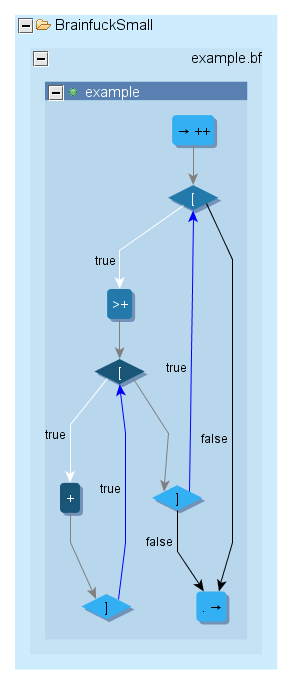 BrainfuckSmall
example.bf
example
→ ++
[
true
>+
[
true
true
false
true
+
]
false
]
. →